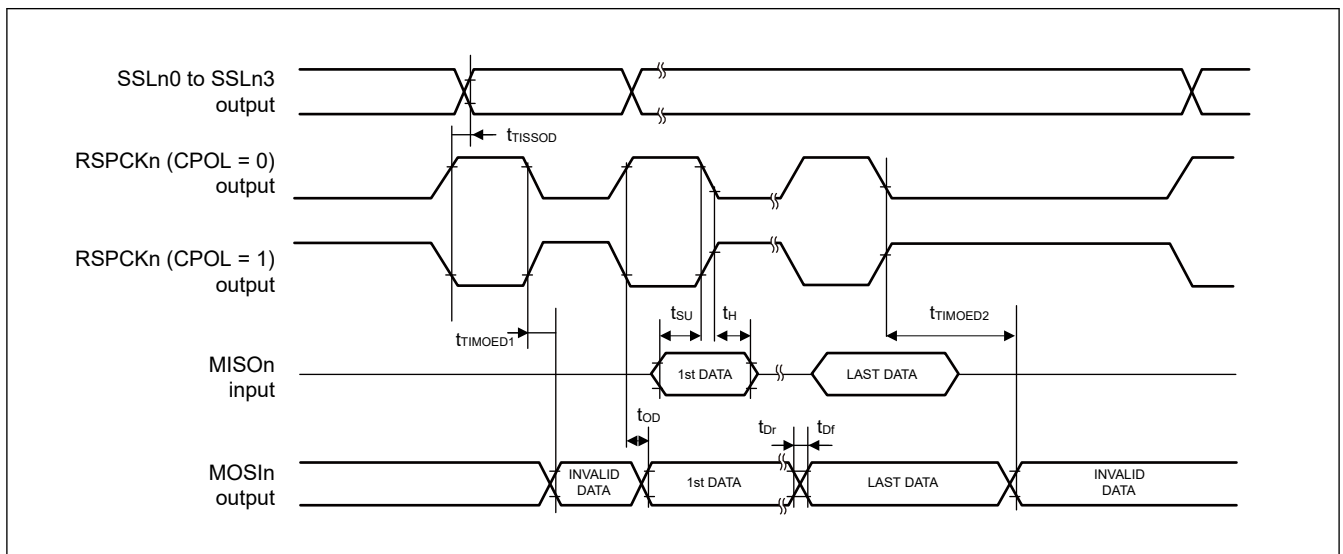 SSLn0 to SSLn3
output
tTISSOD
RSPCKn (CPOL = 0)
output
RSPCKn (CPOL = 1)
output
tSU
tH
tTIMOED2
tTIMOED1
MISOn
input
1st DATA
LAST DATA
tOD
tDr
tDf
MOSIn
output
INVALID
DATA
1st DATA
LAST DATA
INVALID
DATA